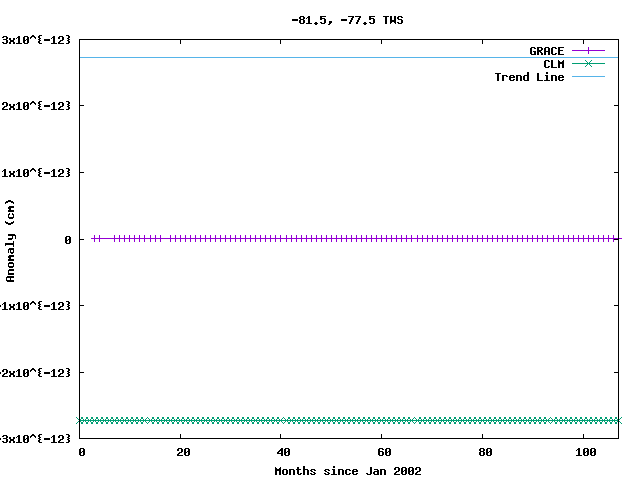 -81.5, -77.5 TWS
3x10^{-12}
2x10^{-12}
1x10^{-12}
0
-1x10^{-12}
-2x10^{-12}
-3x10^{-12}
Anomaly (cm)
GRACE
CLM
Trend Line
0 20 40 60 80 100
Months since Jan 2002